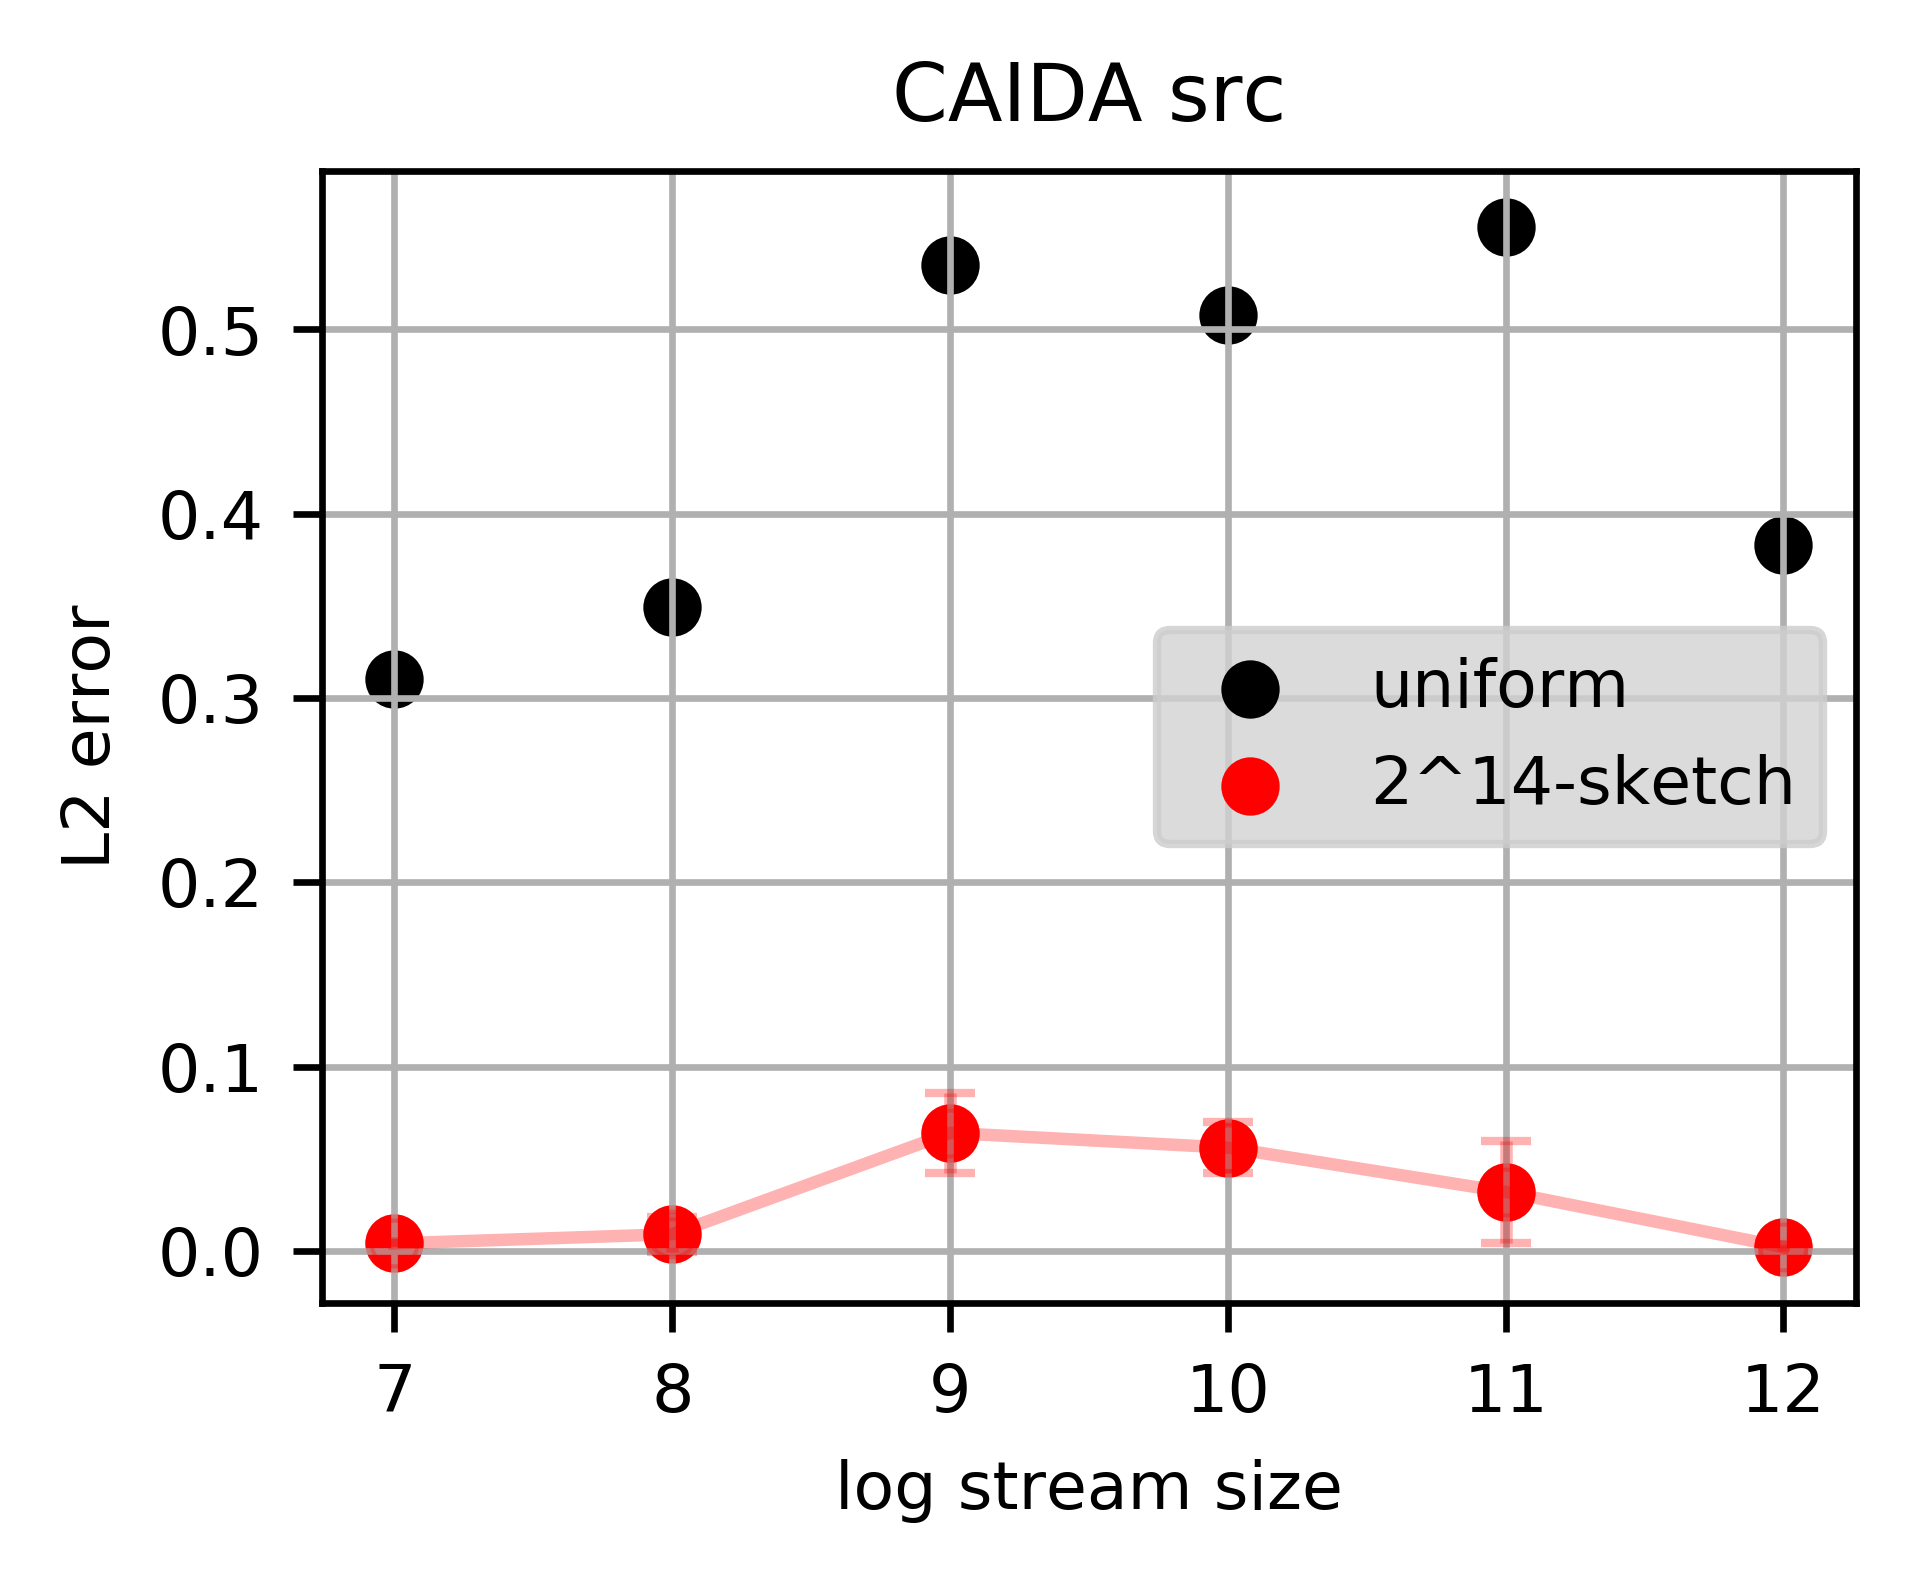 CAIDA src
L2 error
0.5
0.4
0.3
0.2
0.1
0.0
uniform
2^14-sketch
7 8 9 10 11 12
log stream size